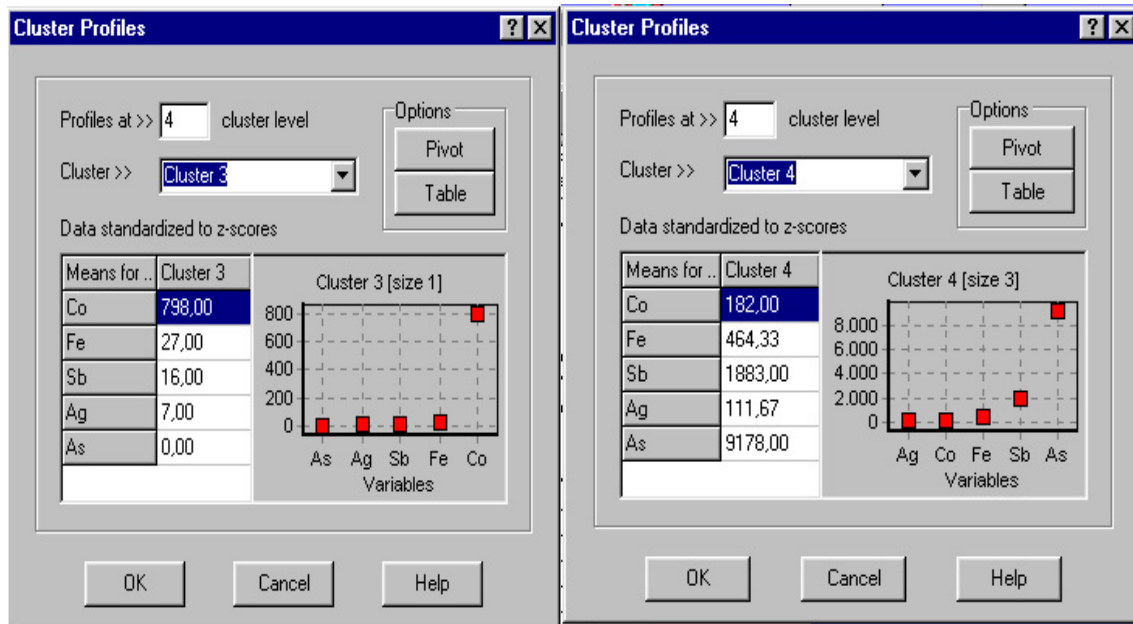 Cluster Profiles
Profiles at >> 4 cluster level
Options
Pivot
Cluster >> Cluster 3
Table
Data standardized to z-scores
Means for .. Cluster 3
Co 798,00
Fe 27,00
Sb 16,00
Ag 7,00
As 0,00
Cluster 3 [size 1]
800
600
400
200
0
As Ag Sb Fe Co
Variables
OK Cancel Help
Cluster Profiles
Profiles at >> 4 cluster level
Options
Pivot
Cluster >> Cluster 4
Table
Data standardized to z-scores
Means for .. Cluster 4
Co 182,00
Fe 464,33
Sb 1883,00
Ag 111,67
As 9178,00
Cluster 4 [size 3]
8.000
6.000
4.000
2.000
0
Ag Co Fe Sb As
Variables
OK Cancel Help